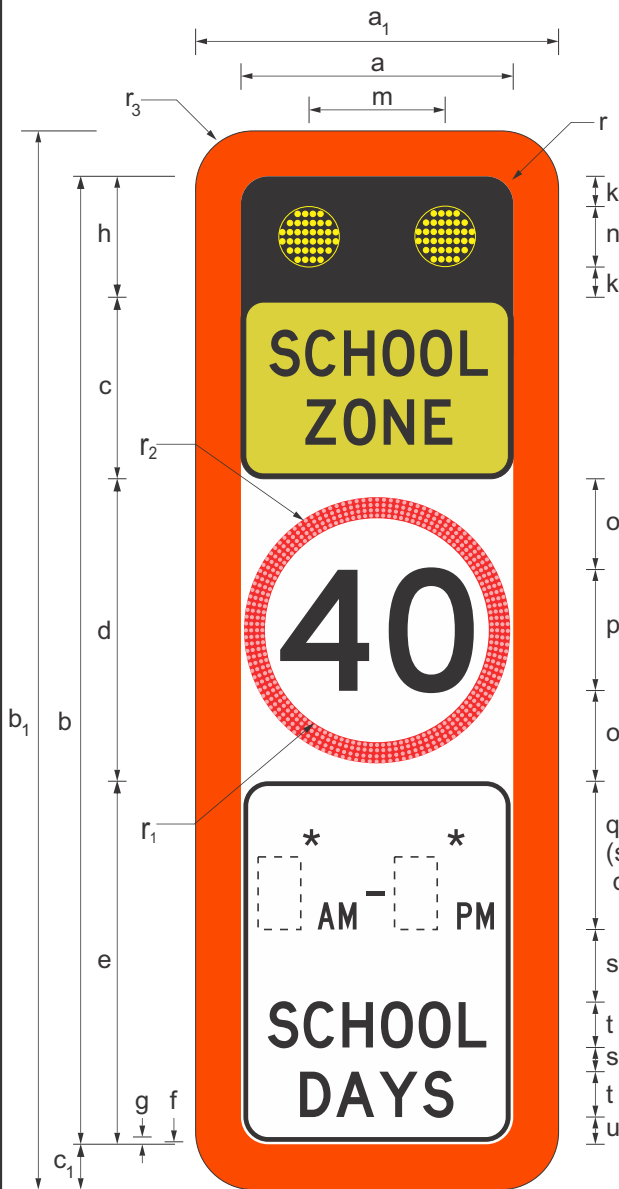 a1
a
m
r3
r
k
h
n
k
SCHOOL
ZONE
c
r2
o
40
p
d
b1
b
o
r1
* *
q
(s
c
AM - PM
e
s
SCHOOL
t
s
DAYS
t
g
f
u
c1